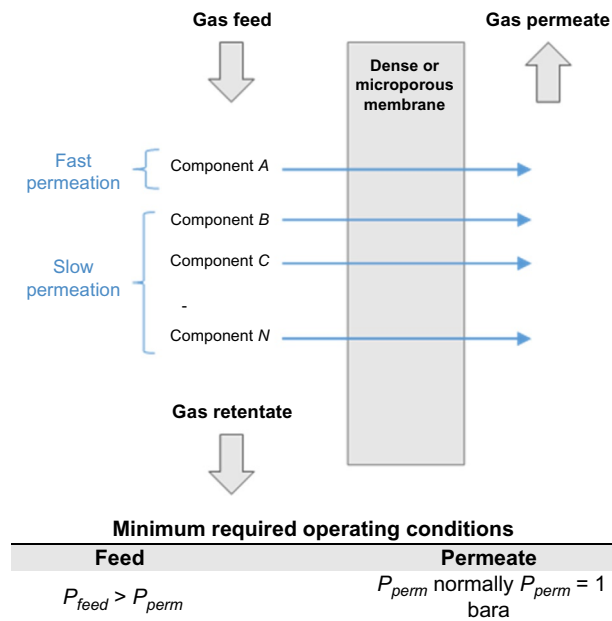 Gas feed
Gas permeate
Dense or
microporous
membrane
Fast
permeation
Component A
Component B
Slow
permeation
Component C
-
Component N
Gas retentate
Minimum required operating conditions
Feed
Permeate
Pfeed > Pperm
Pperm normally Pperm = 1
bara